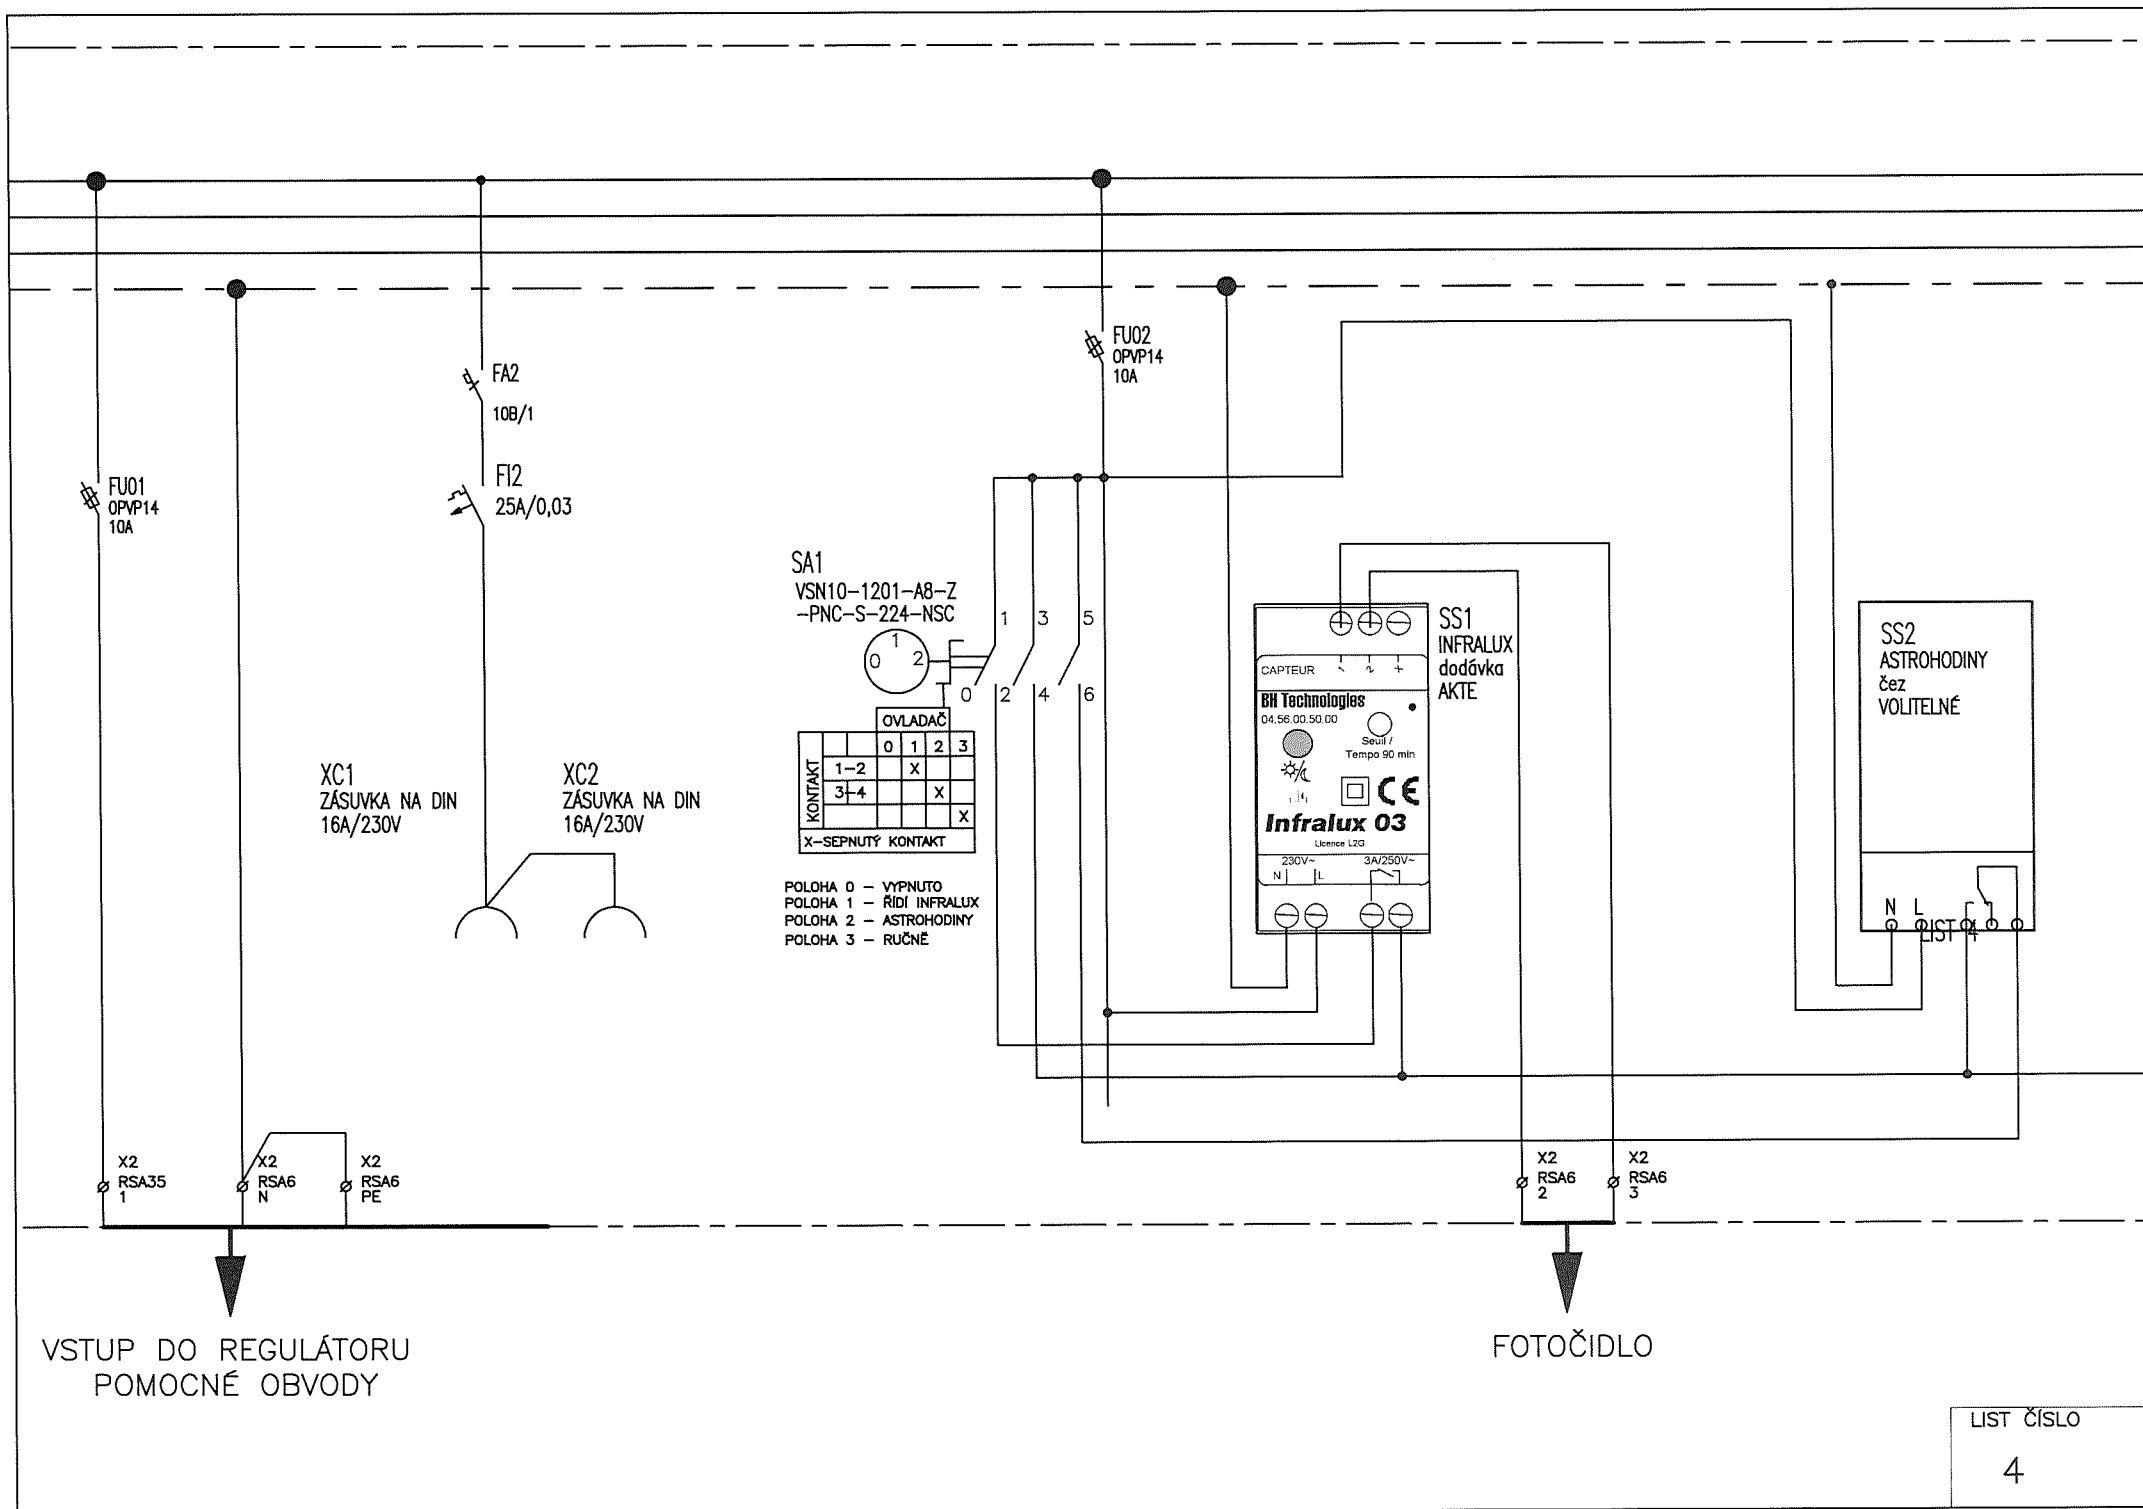 FU01
OPVP14
10A
FA2
10B/1
FI2
25A/0,03
FU02
OPVP14
10A
XC1
ZÁSUVKA NA DIN
16A/230V
XC2
ZÁSUVKA NA DIN
16A/230V
SA1
VSN10-1201-A8-Z
-PNC-S-224-NSC
0 1 2
1 3 5
0 2 4 6
OVLADAČ
0 1 2 3
KONTAKT
1-2 X
3-4 X
X
X-SEPNUTÝ KONTAKT
POLOHA 0 - VYPNUTO
POLOHA 1 - ŘIDÍ INFRALUX
POLOHA 2 - ASTROHODINY
POLOHA 3 - RUČNĚ
SS1
INFRALUX
dodávka
AKTE
CAPTEUR
BH Technologies
04.56.00.50.00
Seuil /
Tempo 90 min
CE
Infralux 03
Licence L2G
230V~ 3A/250V~
N L
SS2
ASTROHODINY
čez
VOLITELNÉ
N L
LIST 4
X2
RSA35
1
X2
RSA6
N
X2
RSA6
PE
X2
RSA6
2
X2
RSA6
3
VSTUP DO REGULÁTORU
POMOCNÉ OBVODY
FOTOČIDLO
LIST ČÍSLO
4